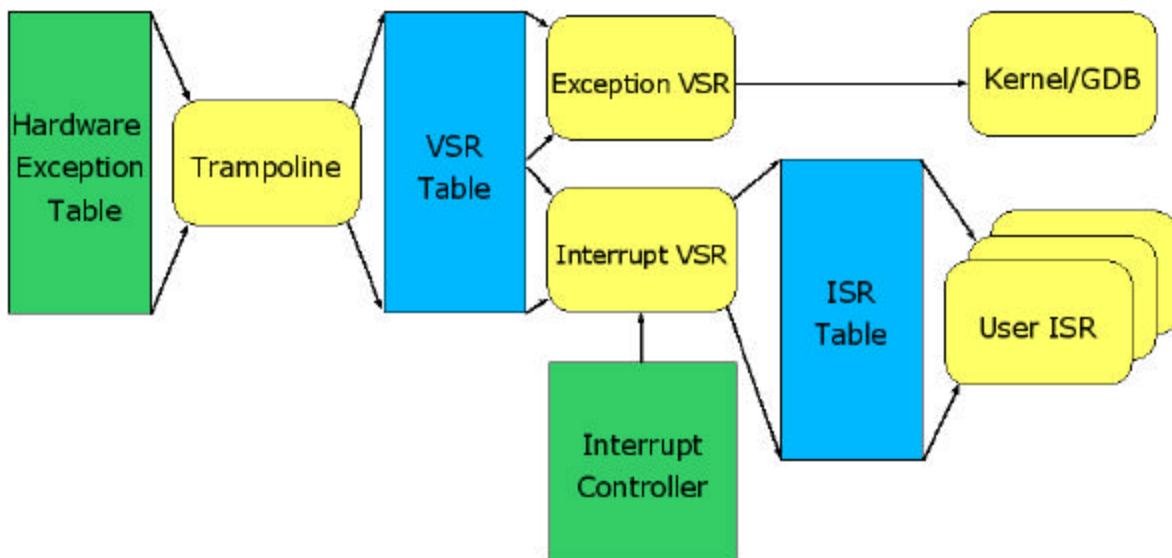 Hardware
Exception
Table
Trampoline
VSR
Table
Exception VSR
Kernel/GDB
Interrupt VSR
ISR
Table
User ISR
Interrupt
Controller